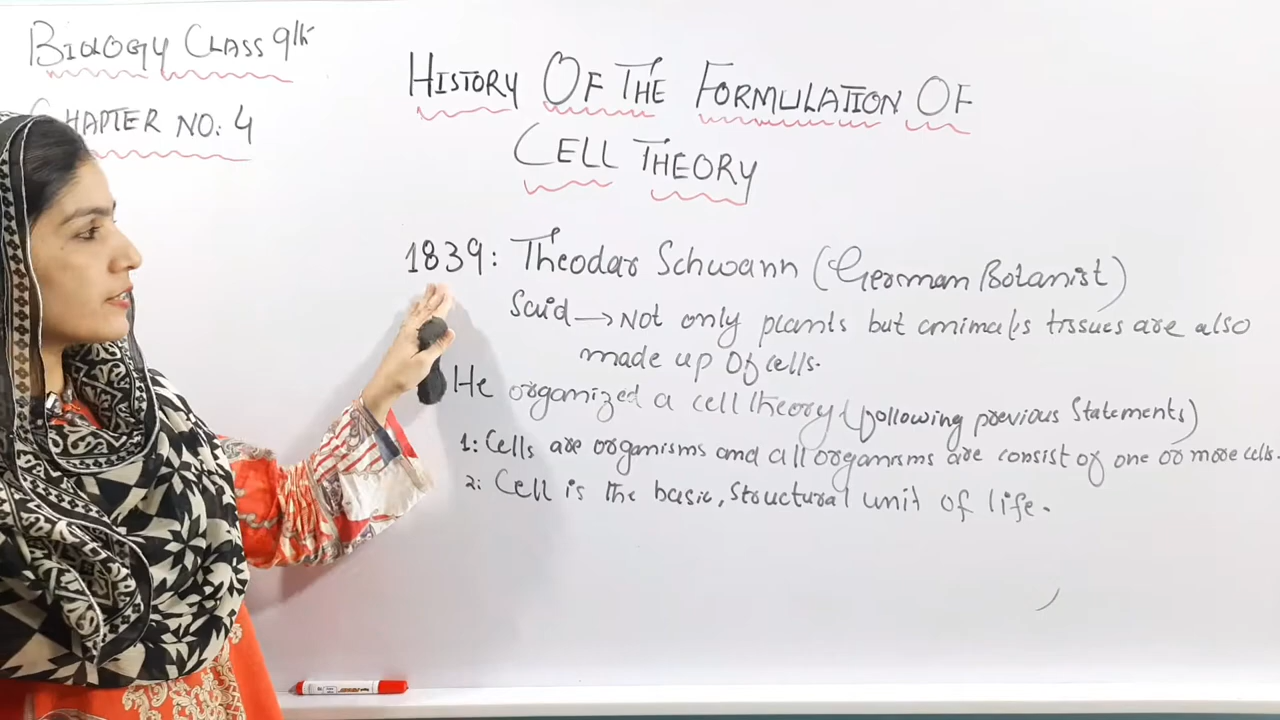 BIOLOGY CLASS 9th
CHAPTER NO: 4
HISTORY OF THE FORMULATION OF
CELL THEORY
1839: Theodar Schwann (German Botanist)
Said → Not only plants but animals tissues are also
made up of cells.
He organized a cell theory (following previous Statements)
1: Cells are organisms and all organisms are consist of one or more cells.
2: Cell is the basic, structural unit of life.